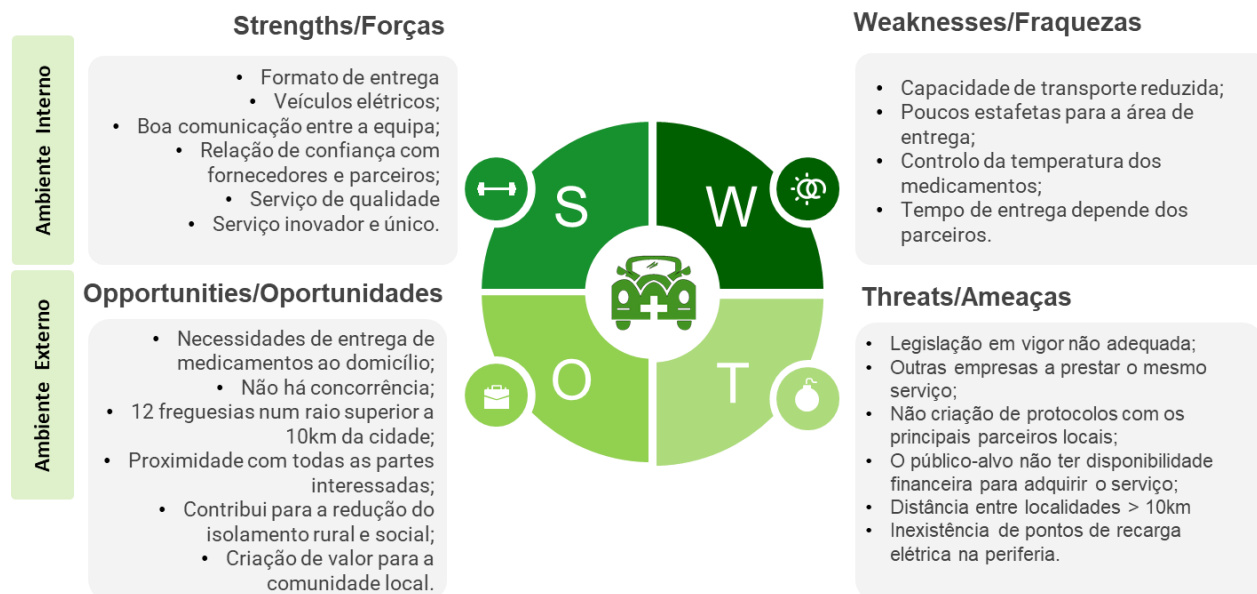 Strengths/Forças
Ambiente Interno
• Formato de entrega
• Veículos elétricos;
• Boa comunicação entre a equipa;
• Relação de confiança com
fornecedores e parceiros;
• Serviço de qualidade
• Serviço inovador e único.
Weaknesses/Fraquezas
• Capacidade de transporte reduzida;
• Poucos estafetas para a área de
entrega;
• Controlo da temperatura dos
medicamentos;
• Tempo de entrega depende dos
parceiros.
S
W
O
T
Ambiente Externo
Opportunities/Oportunidades
• Necessidades de entrega de
medicamentos ao domicílio;
• Não há concorrência;
• 12 freguesias num raio superior a
10km da cidade;
• Proximidade com todas as partes
interessadas;
• Contribui para a redução do
isolamento rural e social;
• Criação de valor para a
comunidade local.
Threats/Ameaças
• Legislação em vigor não adequada;
• Outras empresas a prestar o mesmo
serviço;
• Não criação de protocolos com os
principais parceiros locais;
• O público-alvo não ter disponibilidade
financeira para adquirir o serviço;
• Distância entre localidades > 10km
• Inexistência de pontos de recarga
elétrica na periferia.